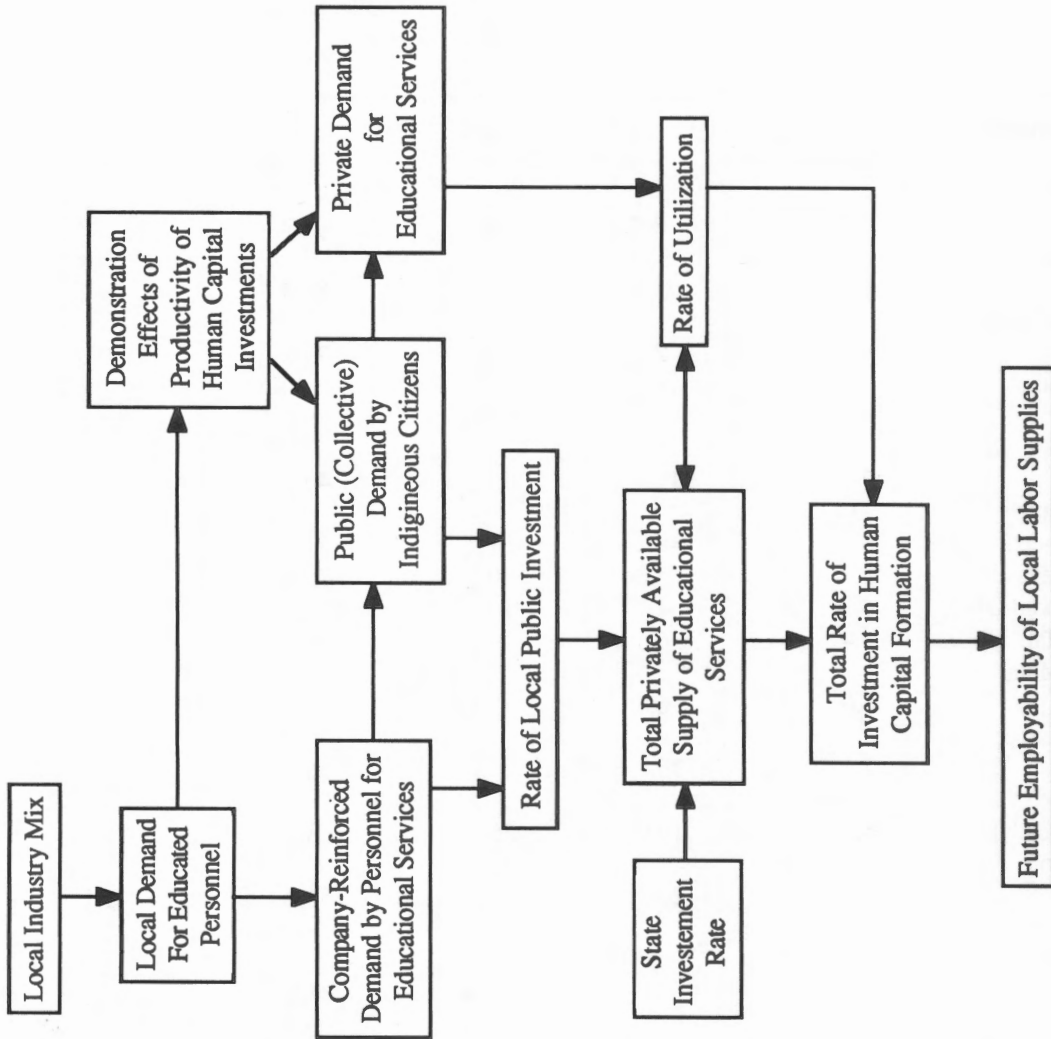 Local Industry Mix
Local Demand
For Educated
Personnel
Demonstration
Effects of
Productivity of
Human Capital
Investments
Company-Reinforced
Demand by Personnel for
Educational Services
Public (Collective)
Demand by
Indigineous Citizens
Private Demand
for
Educational Services
Rate of Local Public Investment
State
Investement
Rate
Total Privately Available
Supply of Educational
Services
Rate of Utilization
Total Rate of
Investment in Human
Capital Formation
Future Employability of Local Labor Supplies